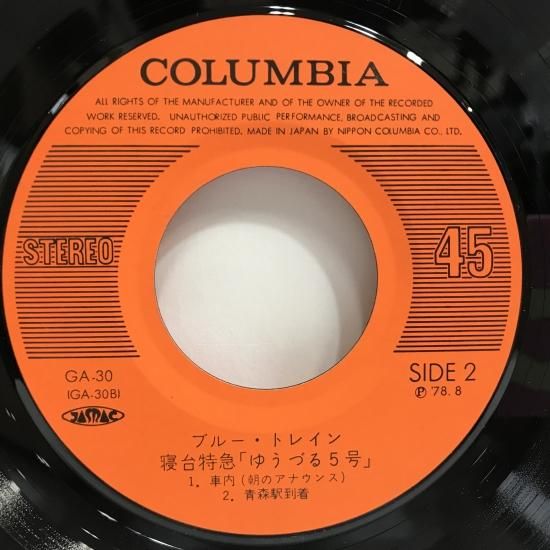 COLUMBIA
ALL RIGHTS OF THE MANUFACTURER AND OF THE OWNER OF THE RECORDED
WORK RESERVED. UNAUTHORIZED PUBLIC PERFORMANCE, BROADCASTING AND
COPYING OF THIS RECORD PROHIBITED. MADE IN JAPAN BY NIPPON COLUMBIA CO., LTD.
STEREO
45
GA-30
(GA-30B)
JASRAC
SIDE 2
Ⓟ '78. 8
ブルー・トレイン
寝台特急「ゆうづる5号」
1. 車内(朝のアナウンス)
2. 青森駅到着